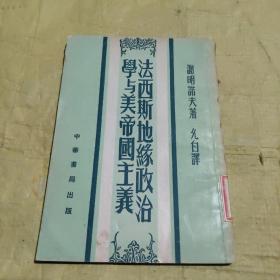 謝明諾夫著 久白譯
法西斯地緣政治
學与美帝國主義
中華書局出版